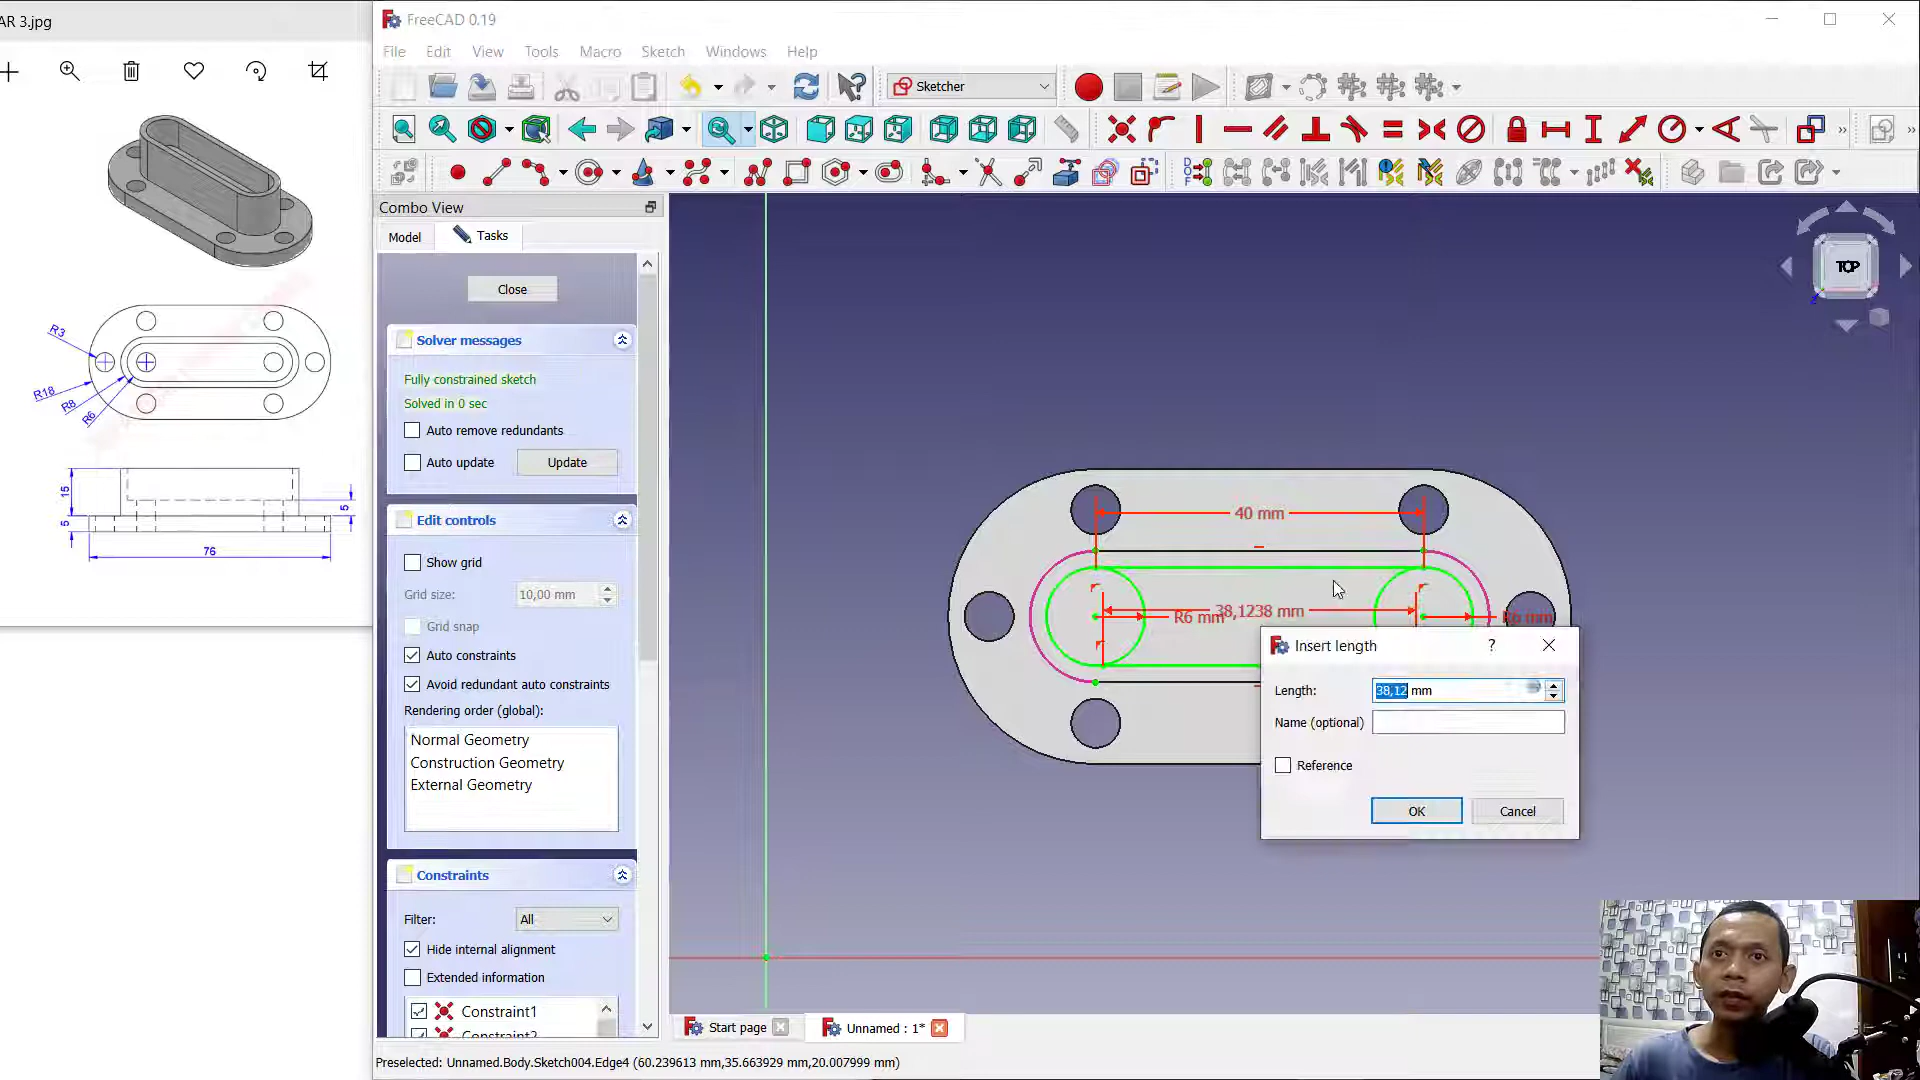 AR 3.jpg
R3
R18
R8
R6
15
5
5
76
FreeCAD 0.19
File Edit View Tools Macro Sketch Windows Help
Sketcher
Combo View
Model Tasks
Close
Solver messages
Fully constrained sketch
Solved in 0 sec
Auto remove redundants
Auto update Update
Edit controls
Show grid
Grid size: 10,00 mm
Grid snap
Auto constraints
Avoid redundant auto constraints
Rendering order (global):
Normal Geometry
Construction Geometry
External Geometry
Constraints
Filter: All
Hide internal alignment
Extended information
Constraint1
Constraint2
TOP
Z
40 mm
38,1238 mm
R6 mm
R6 mm
Insert length ?
Length: 38,12 mm
Name (optional)
Reference
OK Cancel
Start page Unnamed : 1*
Preselected: Unnamed.Body.Sketch004.Edge4 (60.239613 mm,35.663929 mm,20.007999 mm)